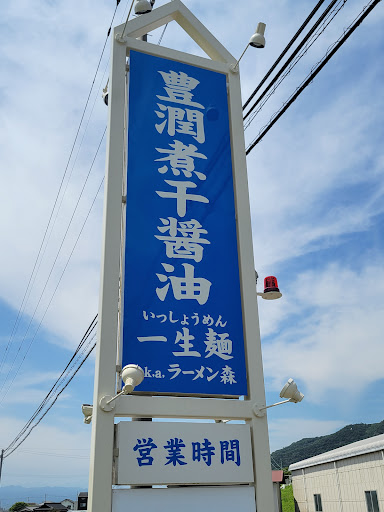 豊潤煮干醤油
いっしょうめん
一生麺
k.a.ラーメン森
営業時間